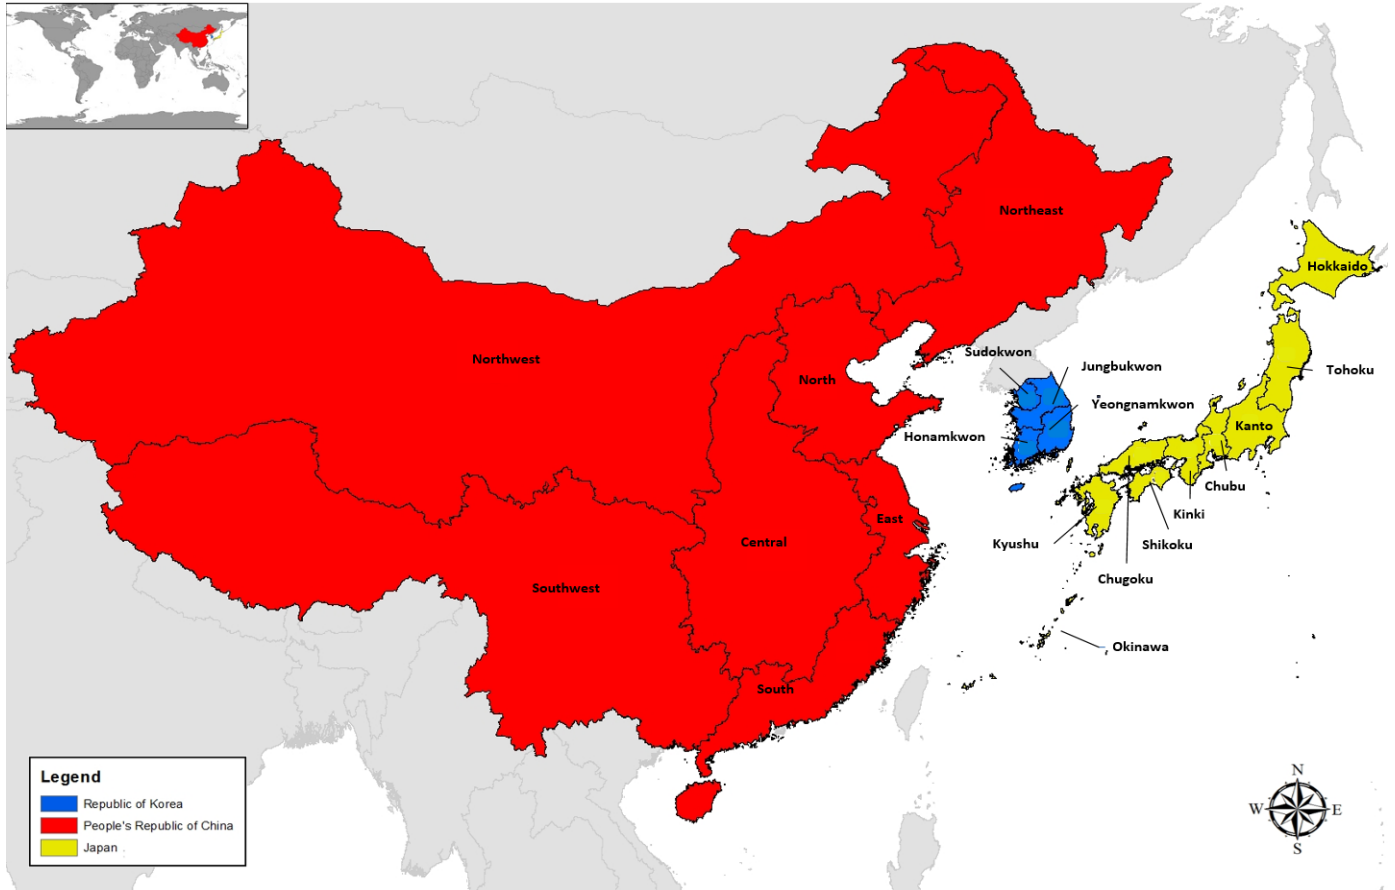 Northeast
Hokkaido
Sudokwon
Northwest
Jungbukwon
Tohoku
North
Yeongnamkwon
Kanto
Honamkwon
Chubu
Kinki
East
Central
Kyushu
Shikoku
Chugoku
Southwest
Okinawa
South
Legend
Republic of Korea
People's Republic of China
Japan
N
W
E
S